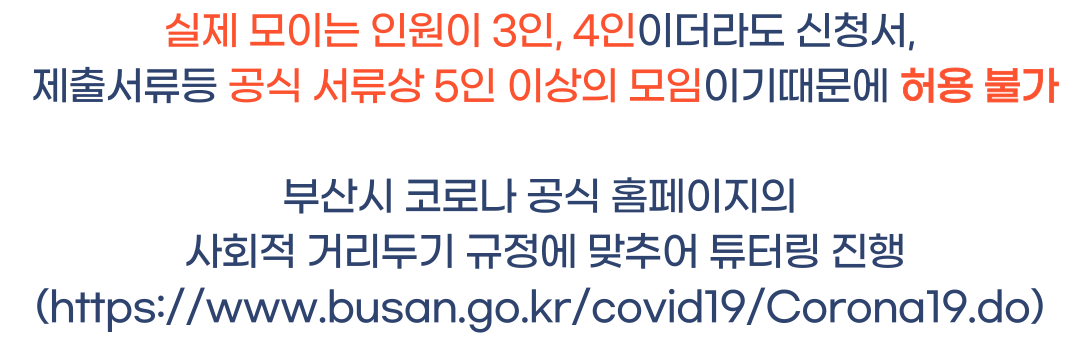 실제 모이는 인원이 3인, 4인이더라도 신청서,
제출서류등 공식 서류상 5인 이상의 모임이기때문에 허용 불가
부산시 코로나 공식 홈페이지의
사회적 거리두기 규정에 맞추어 튜터링 진행
(https://www.busan.go.kr/covid19/Corona19.do)